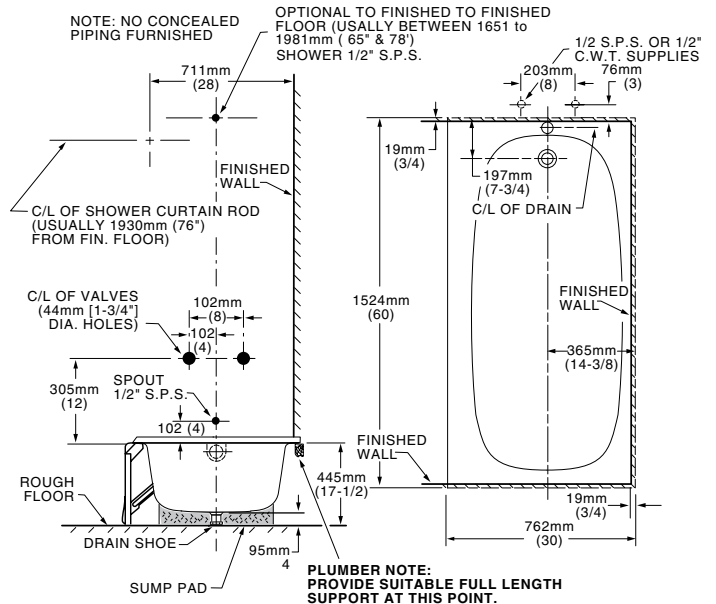 NOTE: NO CONCEALED
PIPING FURNISHED
OPTIONAL TO FINISHED TO FINISHED
FLOOR (USALLY BETWEEN 1651 to
1981mm ( 65" & 78')
SHOWER 1/2" S.P.S.
711mm
(28)
FINISHED
WALL
C/L OF SHOWER CURTAIN ROD
(USUALLY 1930mm (76")
FROM FIN. FLOOR)
C/L OF VALVES
(44mm [1-3/4"]
DIA. HOLES)
102mm
(8)
102
(4)
305mm
(12)
SPOUT
1/2" S.P.S.
102 (4)
445mm
(17-1/2)
ROUGH
FLOOR
DRAIN SHOE
95mm
4
SUMP PAD
PLUMBER NOTE:
PROVIDE SUITABLE FULL LENGTH
SUPPORT AT THIS POINT.
1/2 S.P.S. OR 1/2"
C.W.T. SUPPLIES
203mm
(8)
76mm
(3)
19mm
(3/4)
197mm
(7-3/4)
C/L OF DRAIN
1524mm
(60)
FINISHED
WALL
365mm
(14-3/8)
FINISHED
WALL
19mm
(3/4)
762mm
(30)